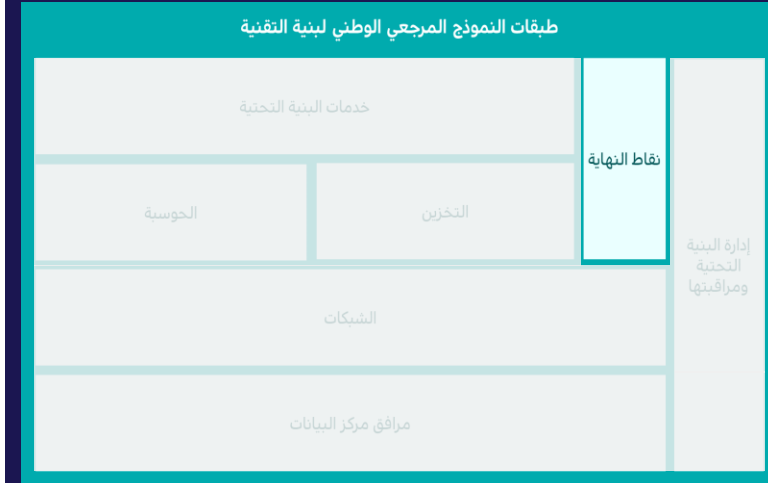 طبقات النموذج المرجعي الوطني لبنية التقنية
خدمات البنية التحتية
نقاط النهاية
إدارة البنية
التحتية
ومراقبتها
التخزين
الحوسبة
الشبكات
مرافق مركز البيانات